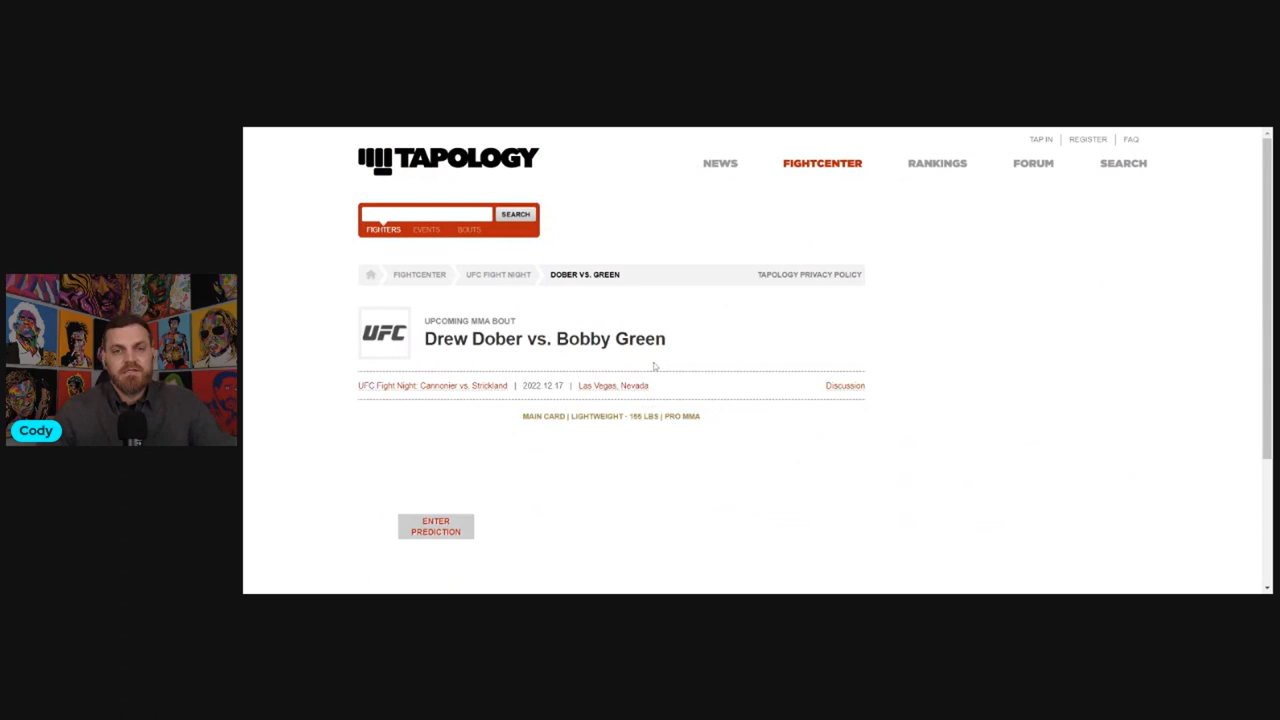 TAP IN | REGISTER | FAQ
TAPOLOGY
NEWS FIGHTCENTER RANKINGS FORUM SEARCH
SEARCH
FIGHTERS EVENTS BOUTS
FIGHTCENTER UFC FIGHT NIGHT DOBER VS. GREEN TAPOLOGY PRIVACY POLICY
UFC
UPCOMING MMA BOUT
Drew Dober vs. Bobby Green
UFC Fight Night: Cannonier vs. Strickland | 2022.12.17 | Las Vegas, Nevada Discussion
MAIN CARD | LIGHTWEIGHT · 155 LBS | PRO MMA
Cody
ENTER
PREDICTION